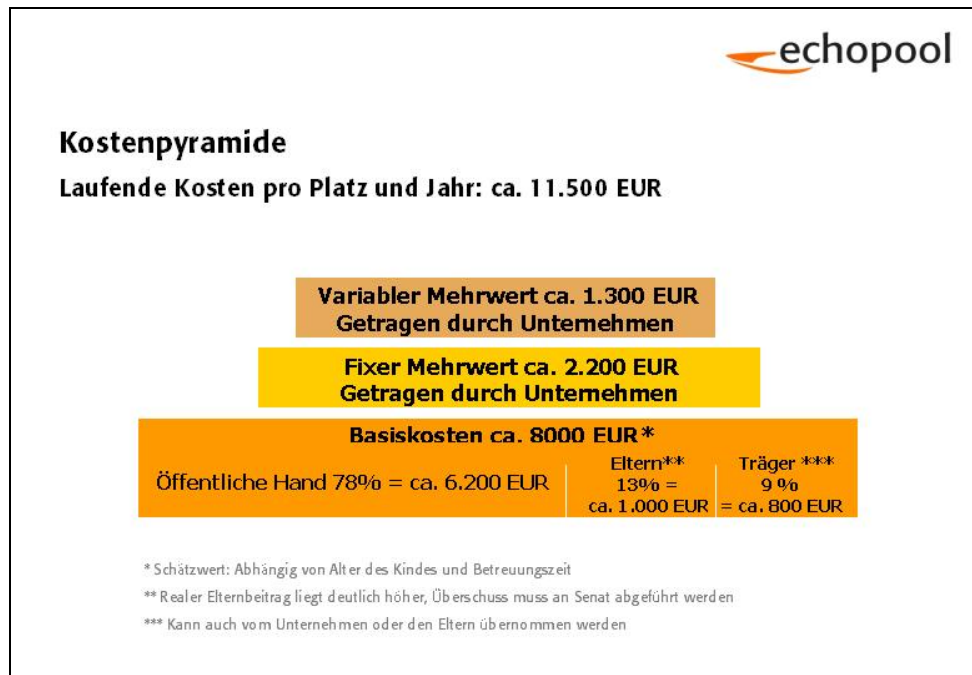 echopool
Kostenpyramide
Laufende Kosten pro Platz und Jahr: ca. 11.500 EUR
Variabler Mehrwert ca. 1.300 EUR
Getragen durch Unternehmen
Fixer Mehrwert ca. 2.200 EUR
Getragen durch Unternehmen
Basiskosten ca. 8000 EUR*
Öffentliche Hand 78% = ca. 6.200 EUR
Eltern**
13% =
ca. 1.000 EUR
Träger ***
9 %
= ca. 800 EUR
* Schätzwert: Abhängig von Alter des Kindes und Betreuungszeit
** Realer Elternbeitrag liegt deutlich höher, Überschuss muss an Senat abgeführt werden
*** Kann auch vom Unternehmen oder den Eltern übernommen werden